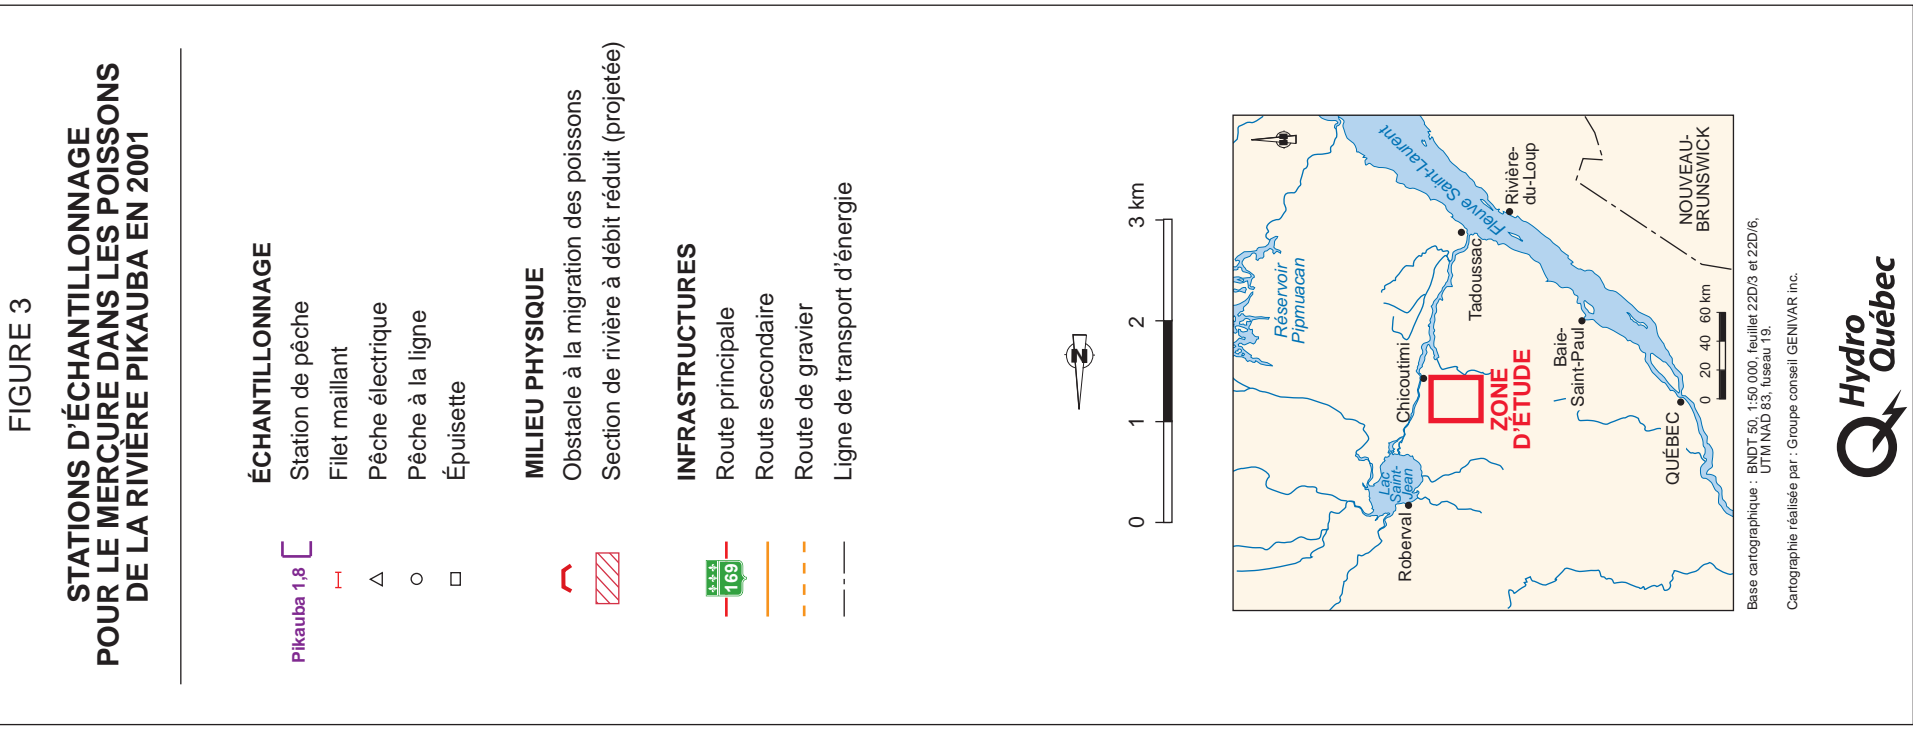 FIGURE 3
STATIONS D'ÉCHANTILLONNAGE
POUR LE MERCURE DANS LES POISSONS
DE LA RIVIÈRE PIKAUBA EN 2001
ÉCHANTILLONNAGE
Pikauba 1,8 Station de pêche
Filet maillant
Pêche électrique
Pêche à la ligne
Épuisette
MILIEU PHYSIQUE
Obstacle à la migration des poissons
Section de rivière à débit réduit (projetée)
INFRASTRUCTURES
169 Route principale
Route secondaire
Route de gravier
Ligne de transport d'énergie
N
0 1 2 3 km
N
Réservoir
Pipmuacan
Fleuve Saint-Laurent
Lac
Saint-
Jean
Roberval
Chicoutimi
Tadoussac
Rivière-
du-Loup
ZONE
D'ÉTUDE
Baie-
Saint-Paul
QUÉBEC
NOUVEAU-
BRUNSWICK
0 20 40 60 km
Base cartographique : BNDT 50, 1:50 000, feuillet 22D/3 et 22D/6,
UTM NAD 83, fuseau 19.
Cartographie réalisée par : Groupe conseil GENIVAR inc.
Hydro
Québec